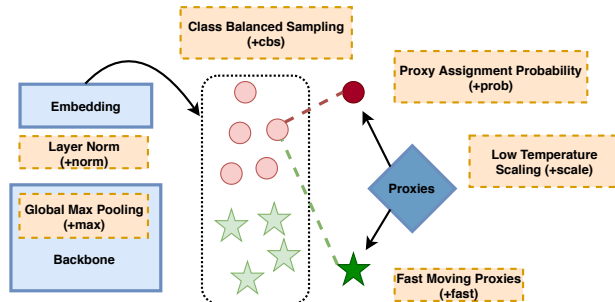 Class Balanced Sampling
(+cbs)
Embedding
Proxy Assignment Probability
(+prob)
Layer Norm
(+norm)
Low Temperature
Scaling (+scale)
Proxies
Global Max Pooling
(+max)
Backbone
Fast Moving Proxies
(+fast)